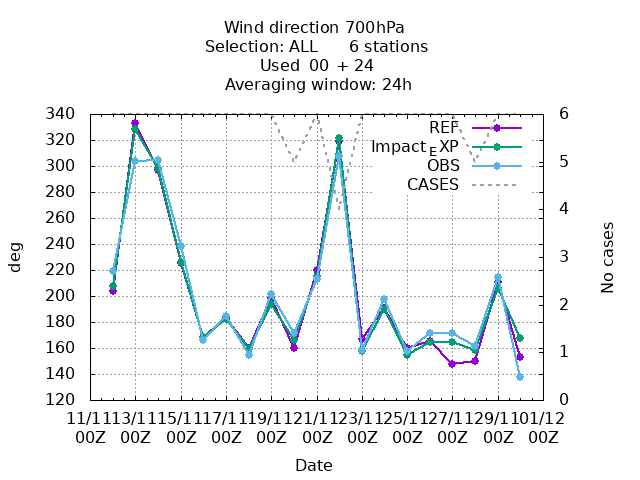 Wind direction 700hPa
Selection: ALL 6 stations
Used 00 + 24
Averaging window: 24h
340
320
300
280
260
240
220
200
180
160
140
120
deg
REF
Impact_EXP
OBS
CASES
6
5
4
3
2
1
0
No cases
11/11 13/11 15/11 17/11 19/11 21/11 23/11 25/11 27/11 29/11 01/12
00Z 00Z 00Z 00Z 00Z 00Z 00Z 00Z 00Z 00Z 00Z
Date